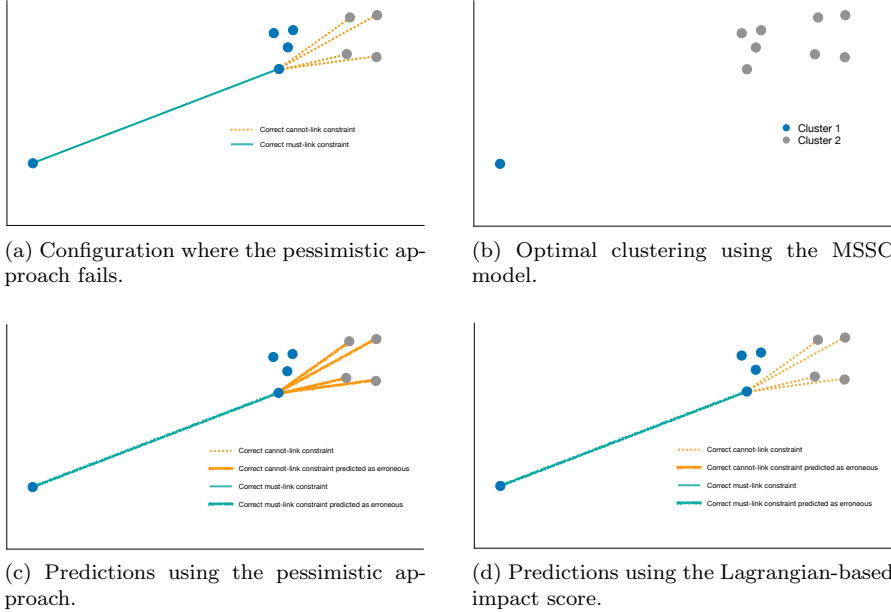 Correct cannot-link constraint
Correct must-link constraint
Cluster 1
Cluster 2
(a) Configuration where the pessimistic ap-
proach fails.
(b) Optimal clustering using the MSSC
model.
Correct cannot-link constraint
Correct cannot-link constraint predicted as erroneous
Correct must-link constraint
Correct must-link constraint predicted as erroneous
Correct cannot-link constraint
Correct cannot-link constraint predicted as erroneous
Correct must-link constraint
Correct must-link constraint predicted as erroneous
(c) Predictions using the pessimistic ap-
proach.
(d) Predictions using the Lagrangian-based
impact score.